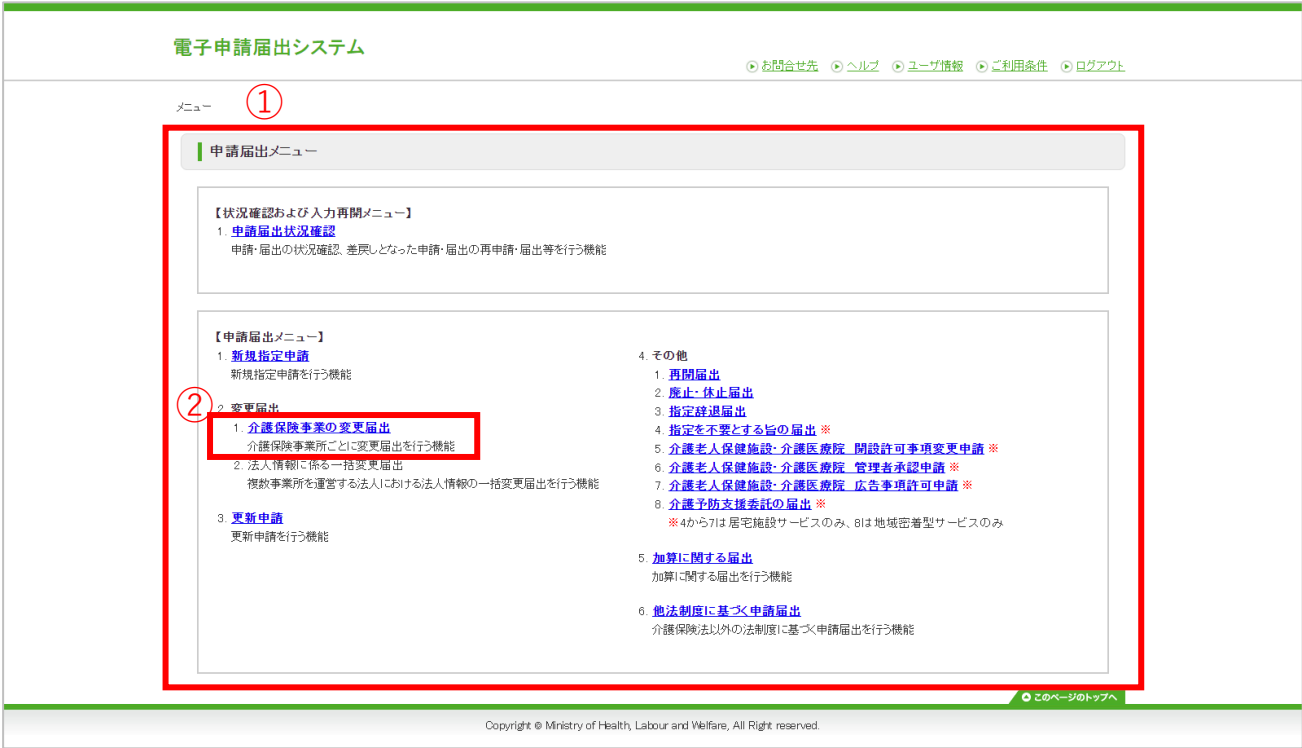 電子申請届出システム
お問合せ先 ヘルプ ユーザ情報 ご利用条件 ログアウト
メニュー
①
申請届出メニュー
【状況確認および入力再開メニュー】
1. 申請届出状況確認
申請・届出の状況確認、差戻しとなった申請・届出の再申請・届出等を行う機能
【申請届出メニュー】
1. 新規指定申請
新規指定申請を行う機能
②
2. 変更届出
1. 介護保険事業の変更届出
介護保険事業所ごとに変更届出を行う機能
2. 法人情報に係る一括変更届出
複数事業所を運営する法人における法人情報の一括変更届出を行う機能
3. 更新申請
更新申請を行う機能
4. その他
1. 再開届出
2. 廃止・休止届出
3. 指定辞退届出
4. 指定を不要とする旨の届出 ※
5. 介護老人保健施設・介護医療院 開設許可事項変更申請 ※
6. 介護老人保健施設・介護医療院 管理者承認申請 ※
7. 介護老人保健施設・介護医療院 広告事項許可申請 ※
8. 介護予防支援委託の届出 ※
※4から7は居宅施設サービスのみ、8は地域密着型サービスのみ
5. 加算に関する届出
加算に関する届出を行う機能
6. 他法制度に基づく申請届出
介護保険法以外の法制度に基づく申請届出を行う機能
このページのトップへ
Copyright © Ministry of Health, Labour and Welfare, All Right reserved.